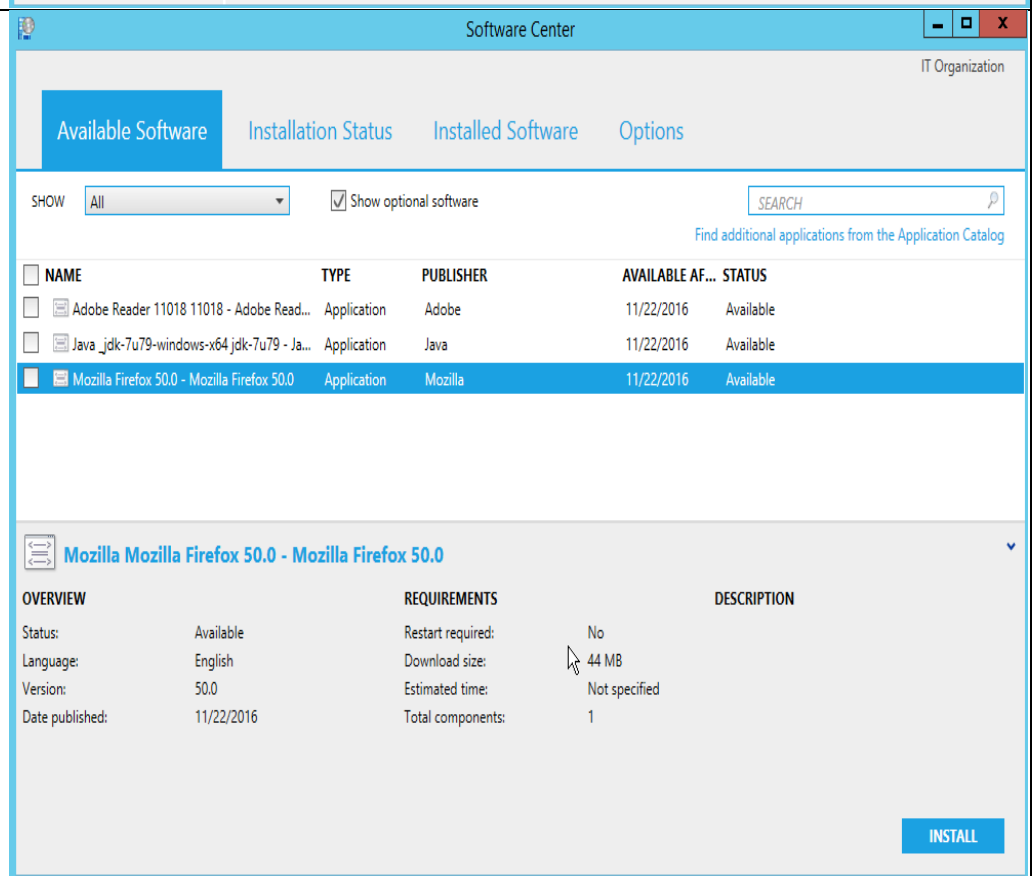 Software Center
IT Organization
Available Software Installation Status Installed Software Options
SHOW All Show optional software SEARCH
Find additional applications from the Application Catalog
NAME TYPE PUBLISHER AVAILABLE AF... STATUS
Adobe Reader 11018 11018 - Adobe Read... Application Adobe 11/22/2016 Available
Java _jdk-7u79-windows-x64 jdk-7u79 - Ja... Application Java 11/22/2016 Available
Mozilla Firefox 50.0 - Mozilla Firefox 50.0 Application Mozilla 11/22/2016 Available
Mozilla Mozilla Firefox 50.0 - Mozilla Firefox 50.0
OVERVIEW REQUIREMENTS DESCRIPTION
Status: Available Restart required: No
Language: English Download size: 44 MB
Version: 50.0 Estimated time: Not specified
Date published: 11/22/2016 Total components: 1
INSTALL